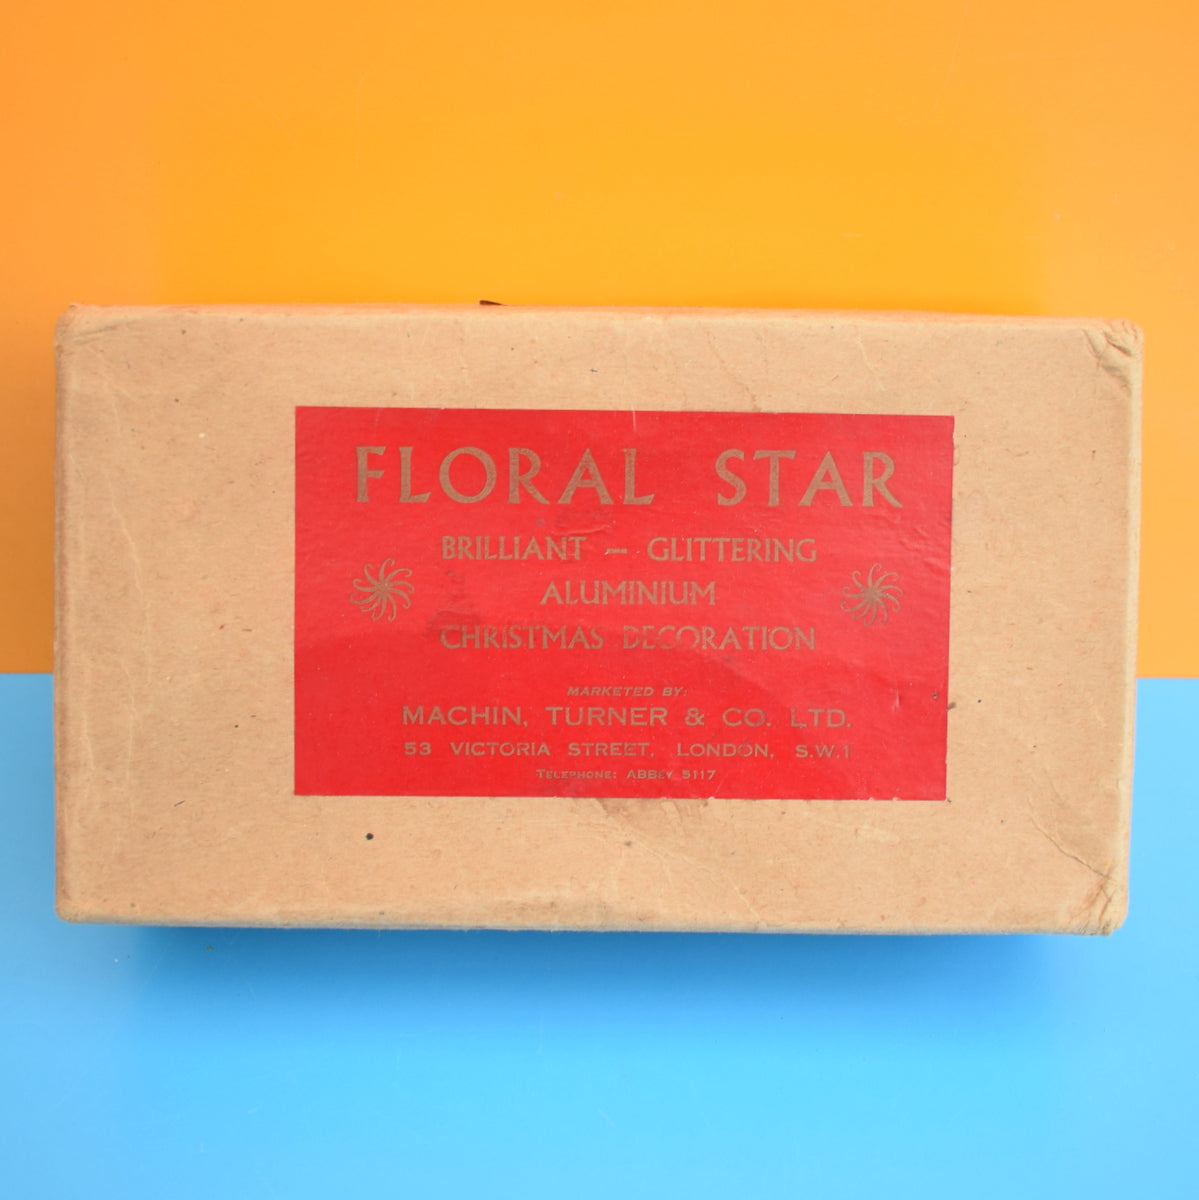 FLORAL STAR
BRILLIANT – GLITTERING
ALUMINIUM
CHRISTMAS DECORATION
MARKETED BY:
MACHIN, TURNER & CO. LTD.
53 VICTORIA STREET, LONDON, S.W.1
TELEPHONE: ABBEY 5117